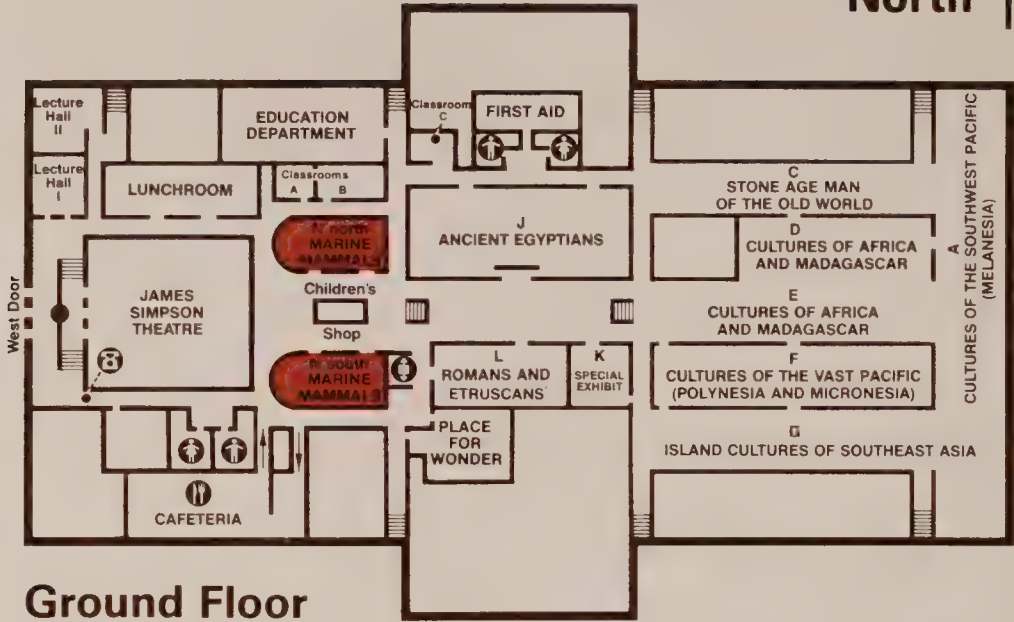 North
Lecture
Hall
II
EDUCATION
DEPARTMENT
Classroom
C
FIRST AID
Lecture
Hall
I
LUNCHROOM
Classrooms
A B
N north
MARINE
MAMMALS
J
ANCIENT EGYPTIANS
C
STONE AGE MAN
OF THE OLD WORLD
D
CULTURES OF AFRICA
AND MADAGASCAR
A
CULTURES OF THE SOUTHWEST PACIFIC
(MELANESIA)
West Door
JAMES
SIMPSON
THEATRE
Children's
Shop
E
CULTURES OF AFRICA
AND MADAGASCAR
N south
MARINE
MAMMALS
L
ROMANS AND
ETRUSCANS
K
SPECIAL
EXHIBIT
F
CULTURES OF THE VAST PACIFIC
(POLYNESIA AND MICRONESIA)
PLACE
FOR
WONDER
G
ISLAND CULTURES OF SOUTHEAST ASIA
CAFETERIA
Ground Floor